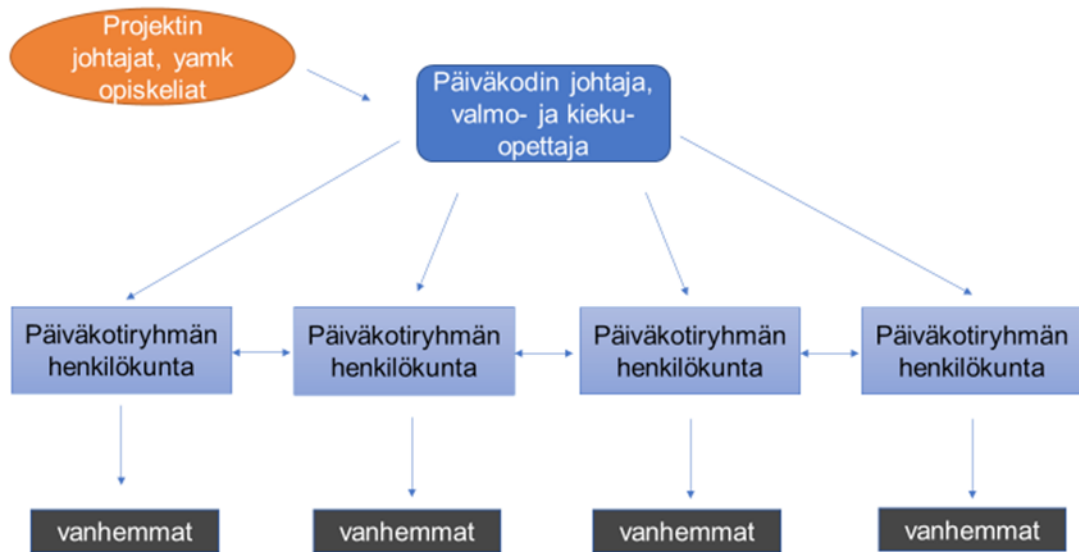 Projektin
johtajat, yamk
opiskeliat
Päiväkodin johtaja,
valmo- ja kieku-
opettaja
Päiväkotiryhmän
henkilökunta
Päiväkotiryhmän
henkilökunta
Päiväkotiryhmän
henkilökunta
Päiväkotiryhmän
henkilökunta
vanhemmat
vanhemmat
vanhemmat
vanhemmat